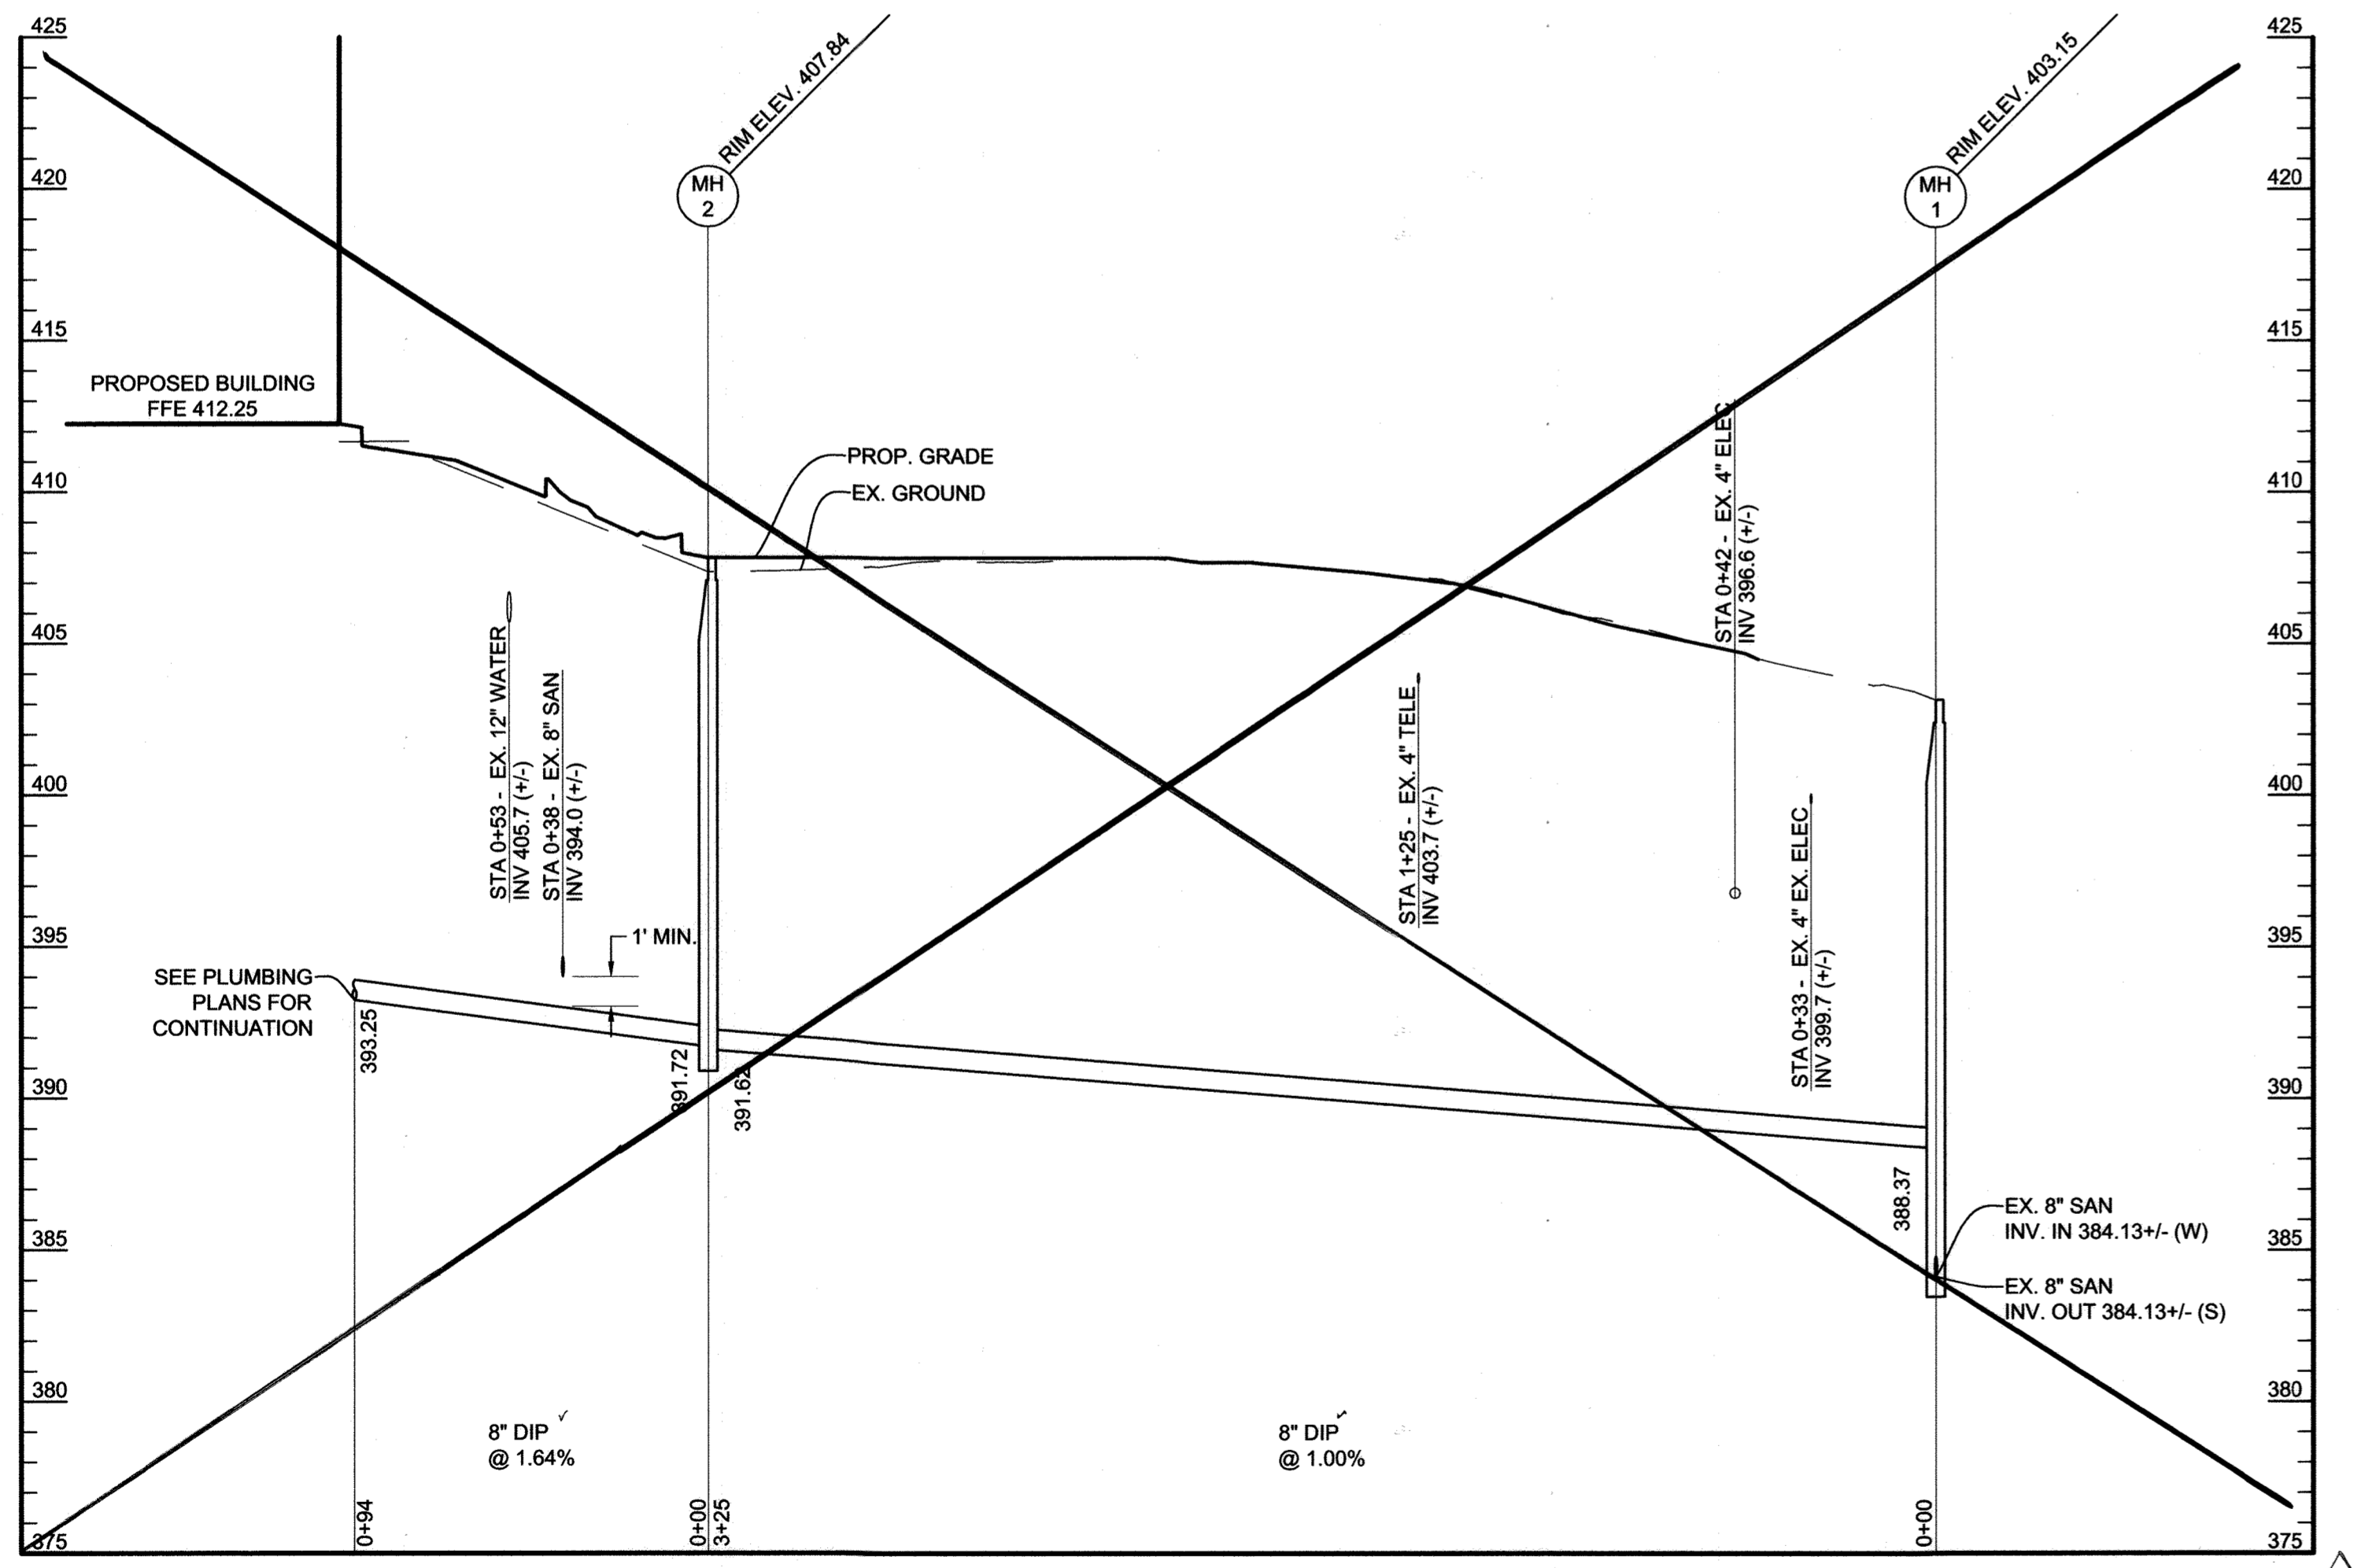 425
420
415
410
405
400
395
390
385
380
375
PROPOSED BUILDING
FFE 412.25
MH
2
RIM ELEV. 407.84
PROP. GRADE
EX. GROUND
STA 0+53 - EX. 12" WATER
INV 405.7 (+/-)
STA 0+38 - EX. 8" SAN
INV 394.0 (+/-)
1' MIN.
SEE PLUMBING
PLANS FOR
CONTINUATION
393.25
391.72
391.62
8" DIP
@ 1.64%
0+94
0+00
3+25
STA 1+25 - EX. 4" TELE
INV 403.7 (+/-)
STA 0+42 - EX. 4" ELEC
INV 396.6 (+/-)
STA 0+33 - EX. 4" EX. ELEC
INV 399.7 (+/-)
8" DIP
@ 1.00%
MH
1
RIM ELEV. 403.15
388.37
EX. 8" SAN
INV. IN 384.13+/- (W)
EX. 8" SAN
INV. OUT 384.13+/- (S)
0+00
425
420
415
410
405
400
395
390
385
380
375